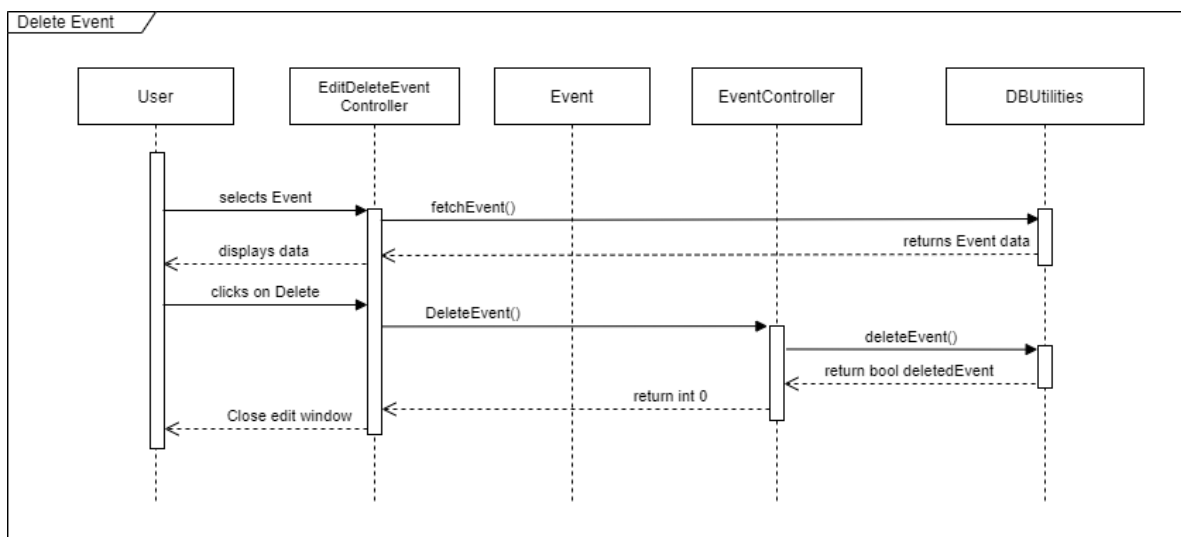 Delete Event
User
EditDeleteEvent
Controller
Event
EventController
DBUtilities
selects Event
fetchEvent()
returns Event data
displays data
clicks on Delete
DeleteEvent()
deleteEvent()
return bool deletedEvent
return int 0
Close edit window